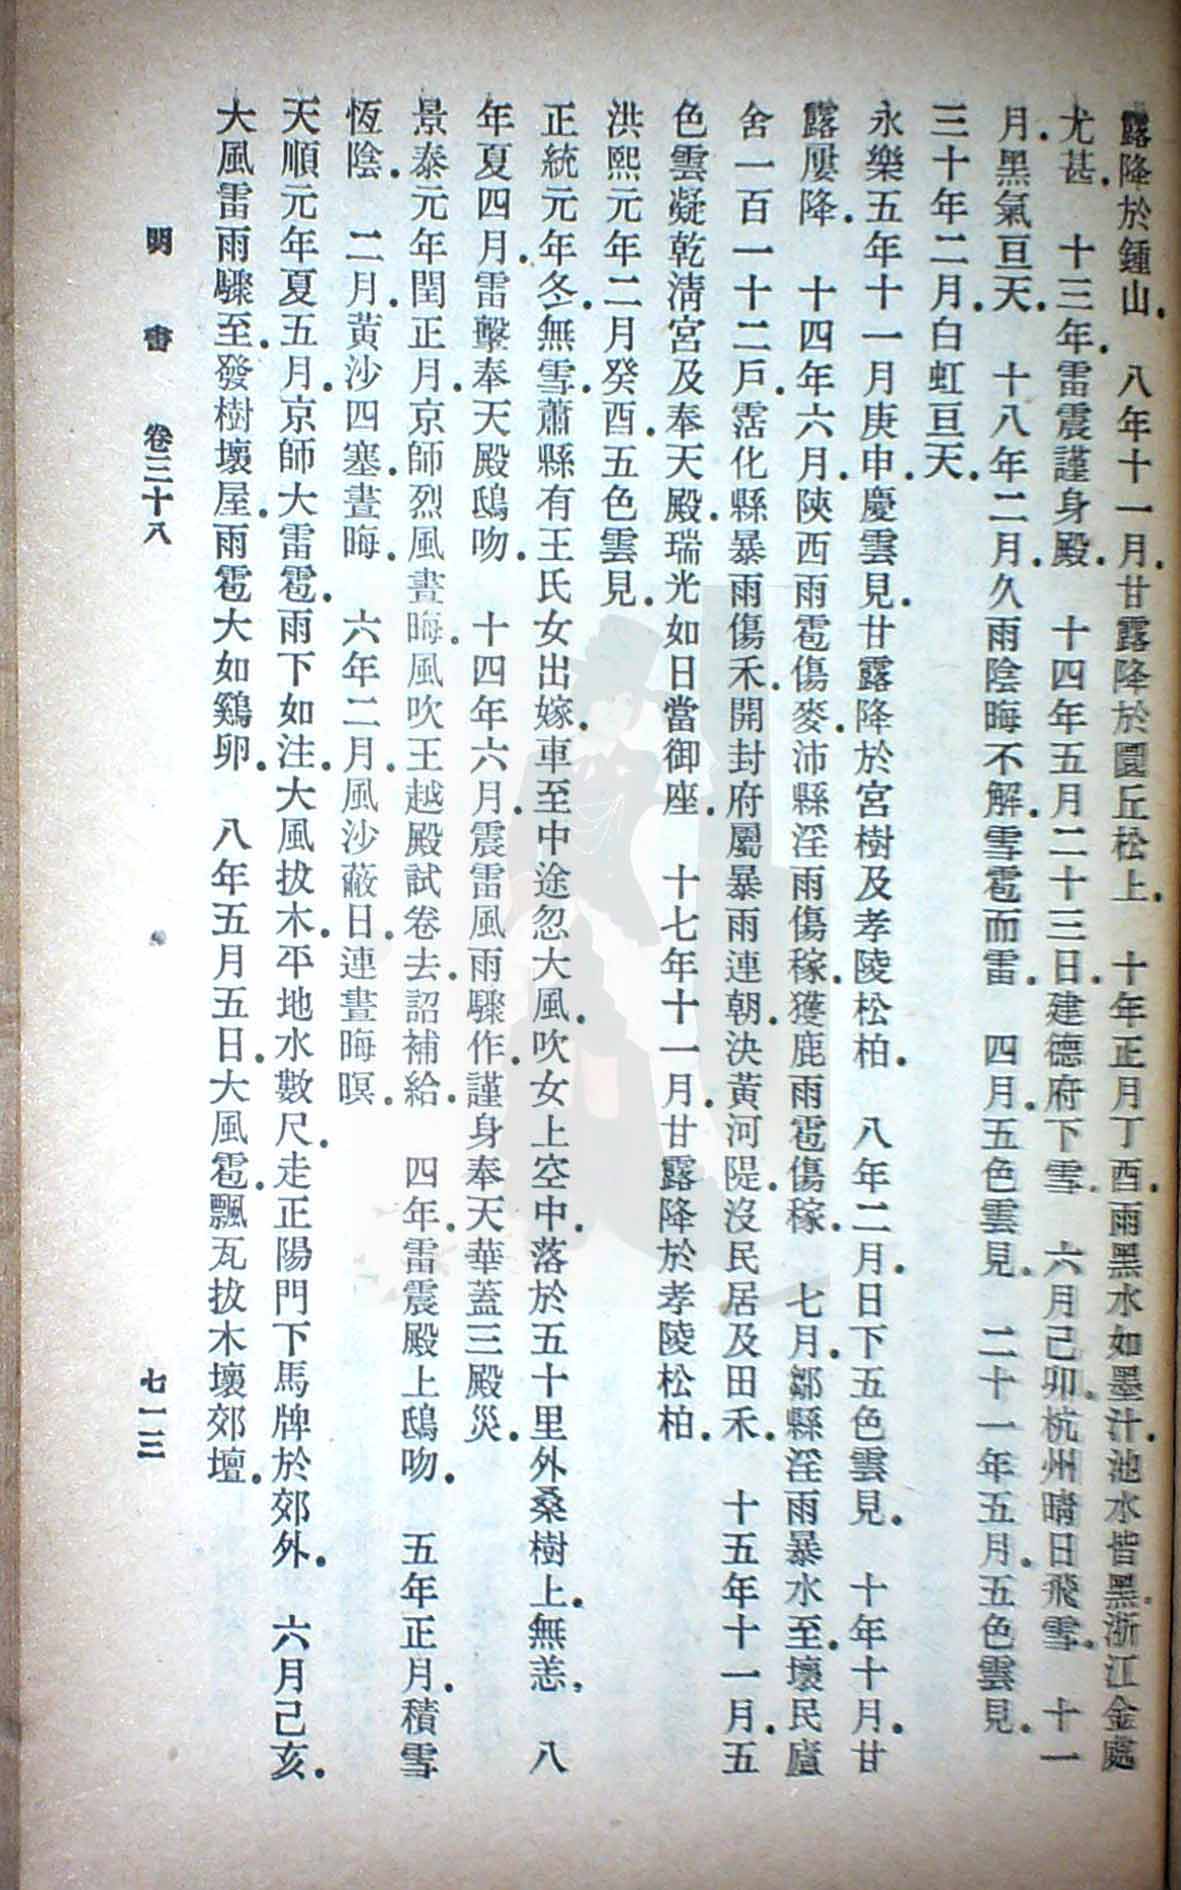 露降於鍾山。　八年十一月。甘露降於圜丘松上。　十年正月丁酉。雨黑水如墨汁。池水皆黑。浙江金處
尤甚。　十三年。雷震謹身殿。　十四年五月二十三日。建德府下雪。　六月己卯。杭州晴日飛雪。　十一
月。黑氣亘天。　十八年二月。久雨陰晦不解。雪雹而雷。　四月。五色雲見。　二十一年五月。五色雲見。
三十年二月。白虹亘天。
永樂五年十一月庚申。慶雲見。甘露降於宮樹及孝陵松柏。　八年二月。日下五色雲見。　十年十月。甘
露屢降。　十四年六月。陝西雨雹傷麥。沛縣淫雨傷稼。獲鹿雨雹傷稼。　七月。鄒縣淫雨暴水至。壞民廬
舍一百一十二戶。霑化縣暴雨傷禾。開封府屬暴雨連朝。決黃河隄。沒民居及田禾。　十五年十一月。五
色雲凝乾淸宮及奉天殿。瑞光如日當御座。　十七年十一月。甘露降於孝陵松柏。
洪熙元年二月癸酉。五色雲見。
正統元年冬。無雪。蕭縣有王氏女出嫁。車至中途忽大風。吹女上空中。落於五十里外桑樹上。無恙。　八
年夏四月。雷擊奉天殿鴟吻。　十四年六月。震雷風雨驟作。謹身奉天華蓋三殿災。
景泰元年閏正月。京師烈風晝晦。風吹王越殿試卷去。詔補給。　四年。雷震殿上鴟吻。　五年正月。積雪
恆陰。　二月。黃沙四塞。晝晦。　六年二月。風沙蔽日。連晝晦暝。
天順元年夏五月。京師大雷雹。雨下如注。大風拔木。平地水數尺。走正陽門下馬牌於郊外。　六月己亥。
大風雷雨驟至。發樹壞屋。雨雹大如鷄卵。　八年五月五日。大風雹。飄瓦拔木壞郊壇。
明書　卷三十八　七一三